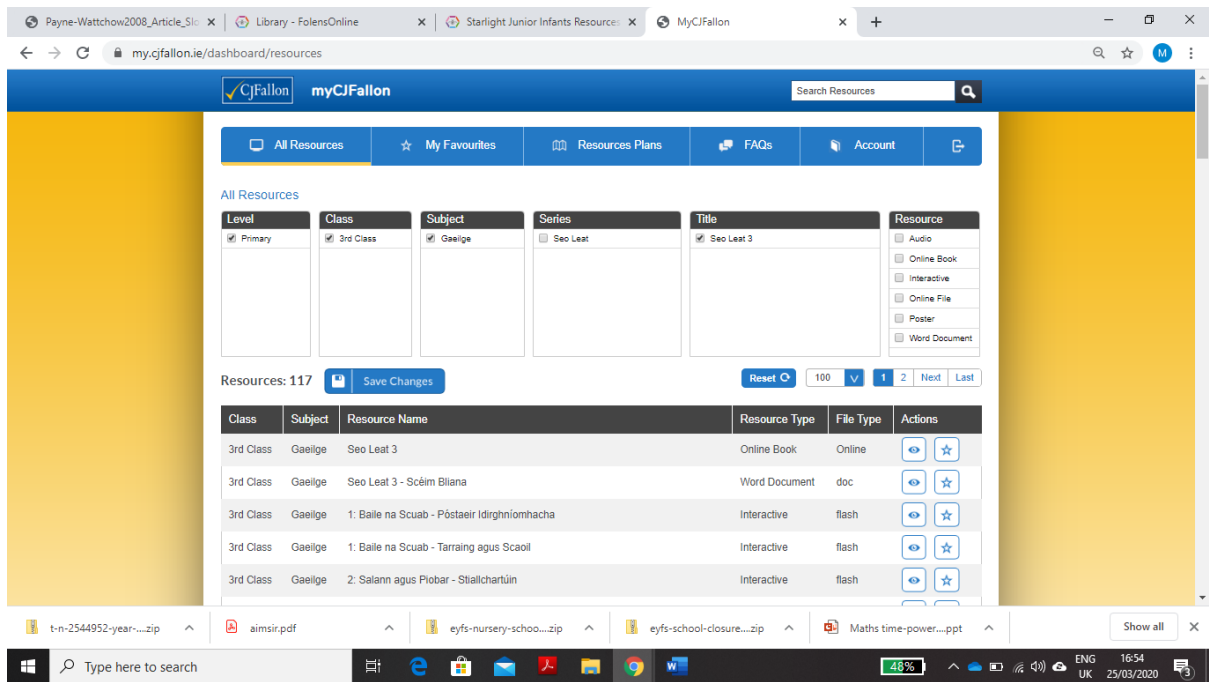 Payne-Wattchow2008_Article_Slo
Library - FolensOnline
Starlight Junior Infants Resources
MyCJFallon
my.cjfallon.ie/dashboard/resources
M
CJFallon myCJFallon Search Resources
All Resources My Favourites Resources Plans FAQs Account
All Resources
Level Class Subject Series Title Resource
Primary 3rd Class Gaeilge Seo Leat Seo Leat 3 Audio
Online Book
Interactive
Online File
Poster
Word Document
Resources: 117 Save Changes Reset 100 V 1 2 Next Last
Class Subject Resource Name Resource Type File Type Actions
3rd Class Gaeilge Seo Leat 3 Online Book Online
3rd Class Gaeilge Seo Leat 3 - Scéim Bliana Word Document doc
3rd Class Gaeilge 1: Baile na Scuab - Póstaeir Idirghníomhacha Interactive flash
3rd Class Gaeilge 1: Baile na Scuab - Tarraing agus Scaoil Interactive flash
3rd Class Gaeilge 2: Salann agus Piobar - Stiallchartúin Interactive flash
t-n-2544952-year-....zip aimsir.pdf eyfs-nursery-schoo....zip eyfs-school-closure....zip Maths time-power....ppt Show all
Type here to search 48% ENG 16:54
UK 25/03/2020 3